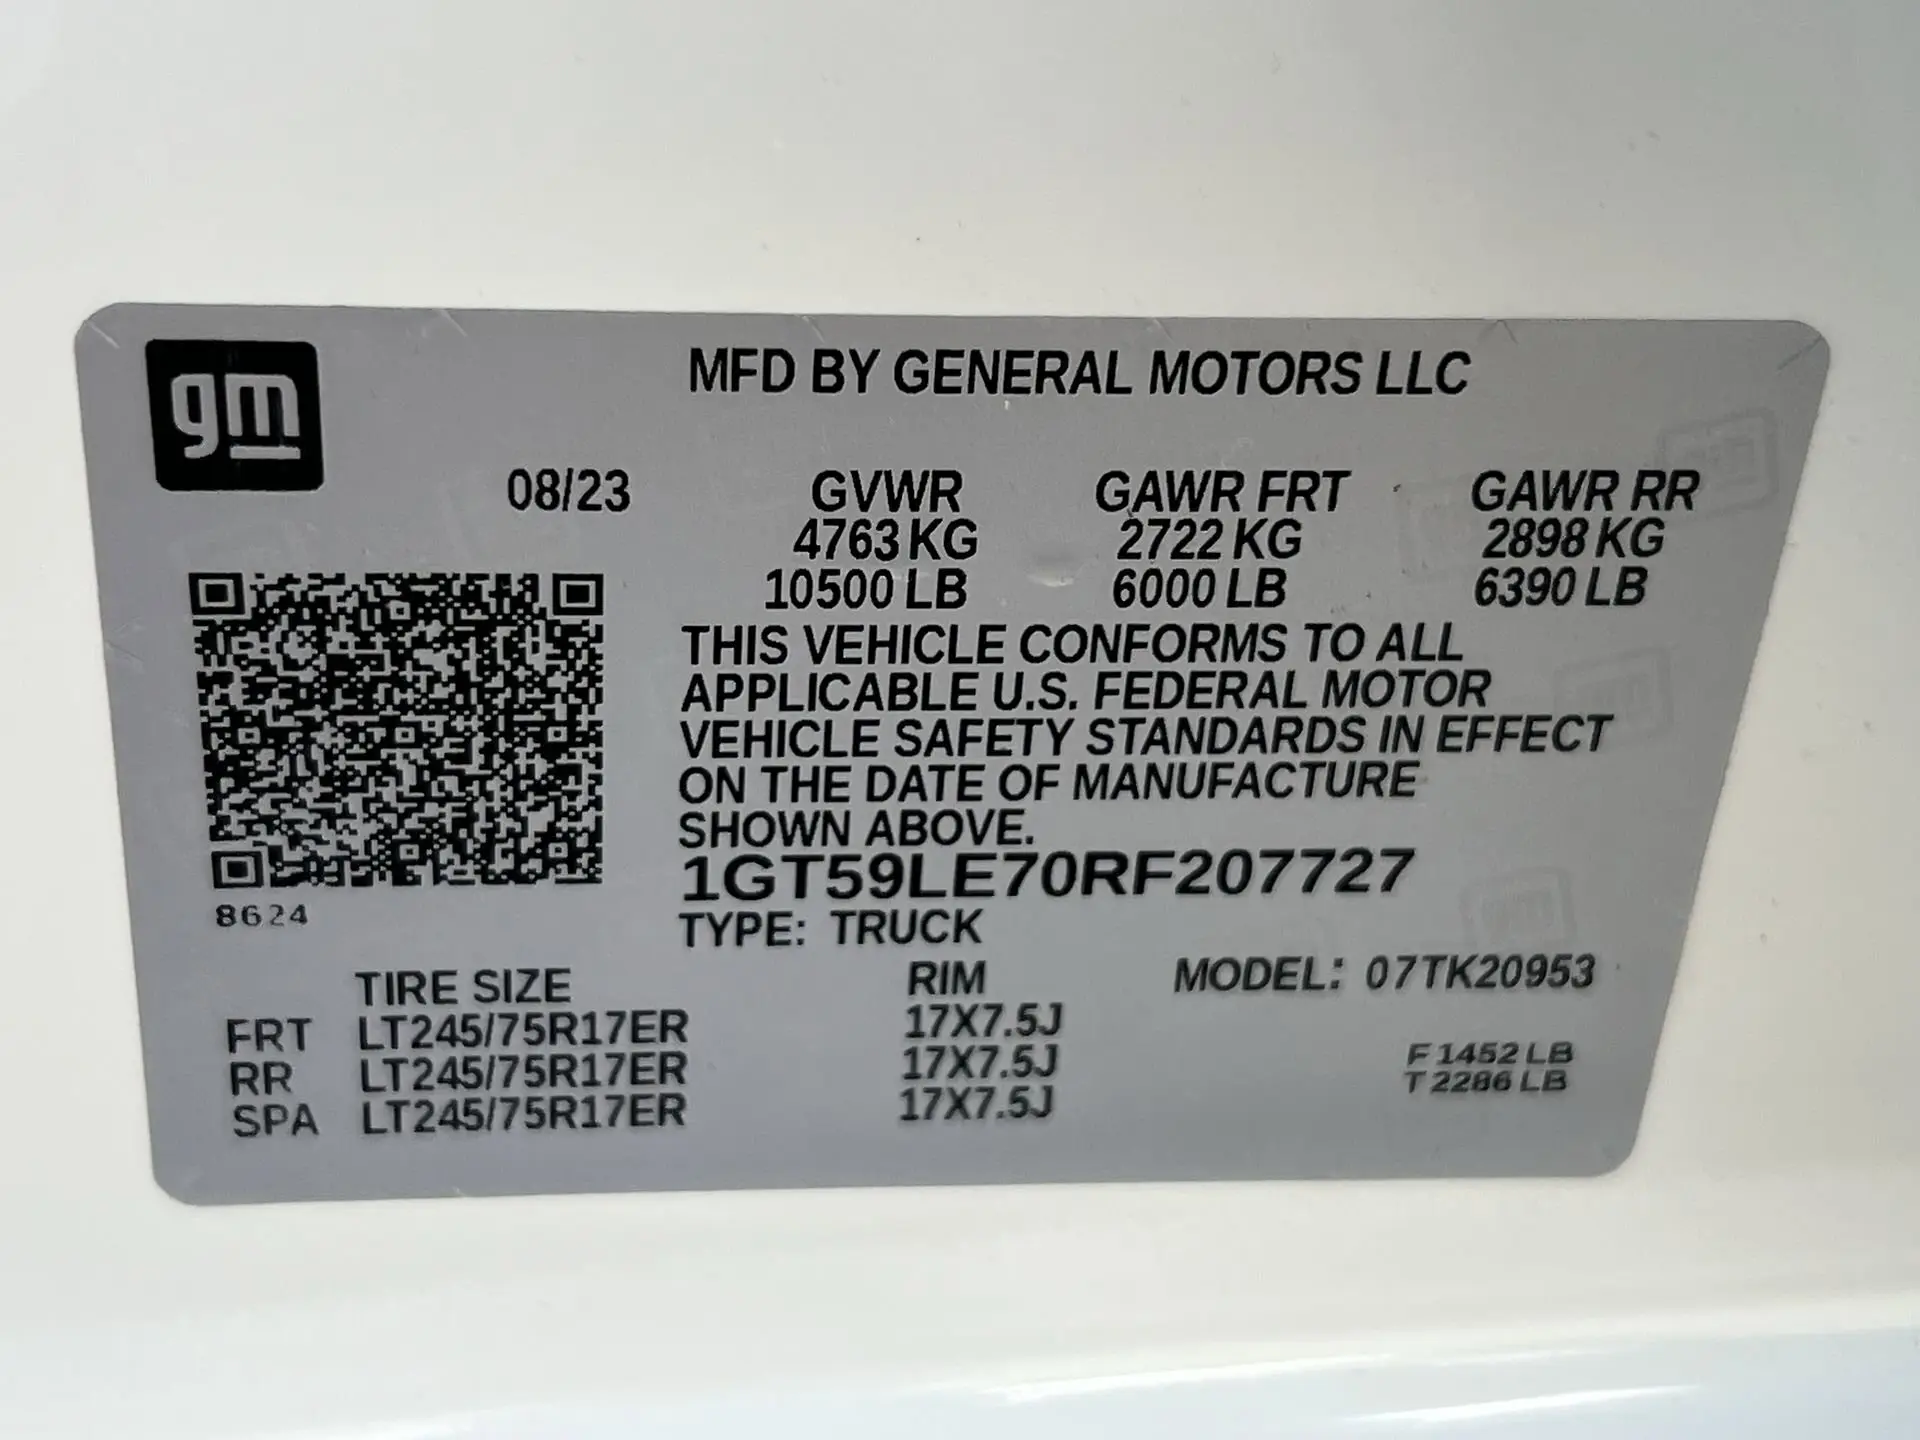 gm
MFD BY GENERAL MOTORS LLC
08/23 GVWR GAWR FRT GAWR RR
4763 KG 2722 KG 2898 KG
10500 LB 6000 LB 6390 LB
THIS VEHICLE CONFORMS TO ALL
APPLICABLE U.S. FEDERAL MOTOR
VEHICLE SAFETY STANDARDS IN EFFECT
ON THE DATE OF MANUFACTURE
SHOWN ABOVE.
1GT59LE70RF207727
8624
TYPE: TRUCK
TIRE SIZE RIM MODEL: 07TK20953
FRT LT245/75R17ER 17X7.5J
RR LT245/75R17ER 17X7.5J
SPA LT245/75R17ER 17X7.5J
F 1452 LB
T 2286 LB